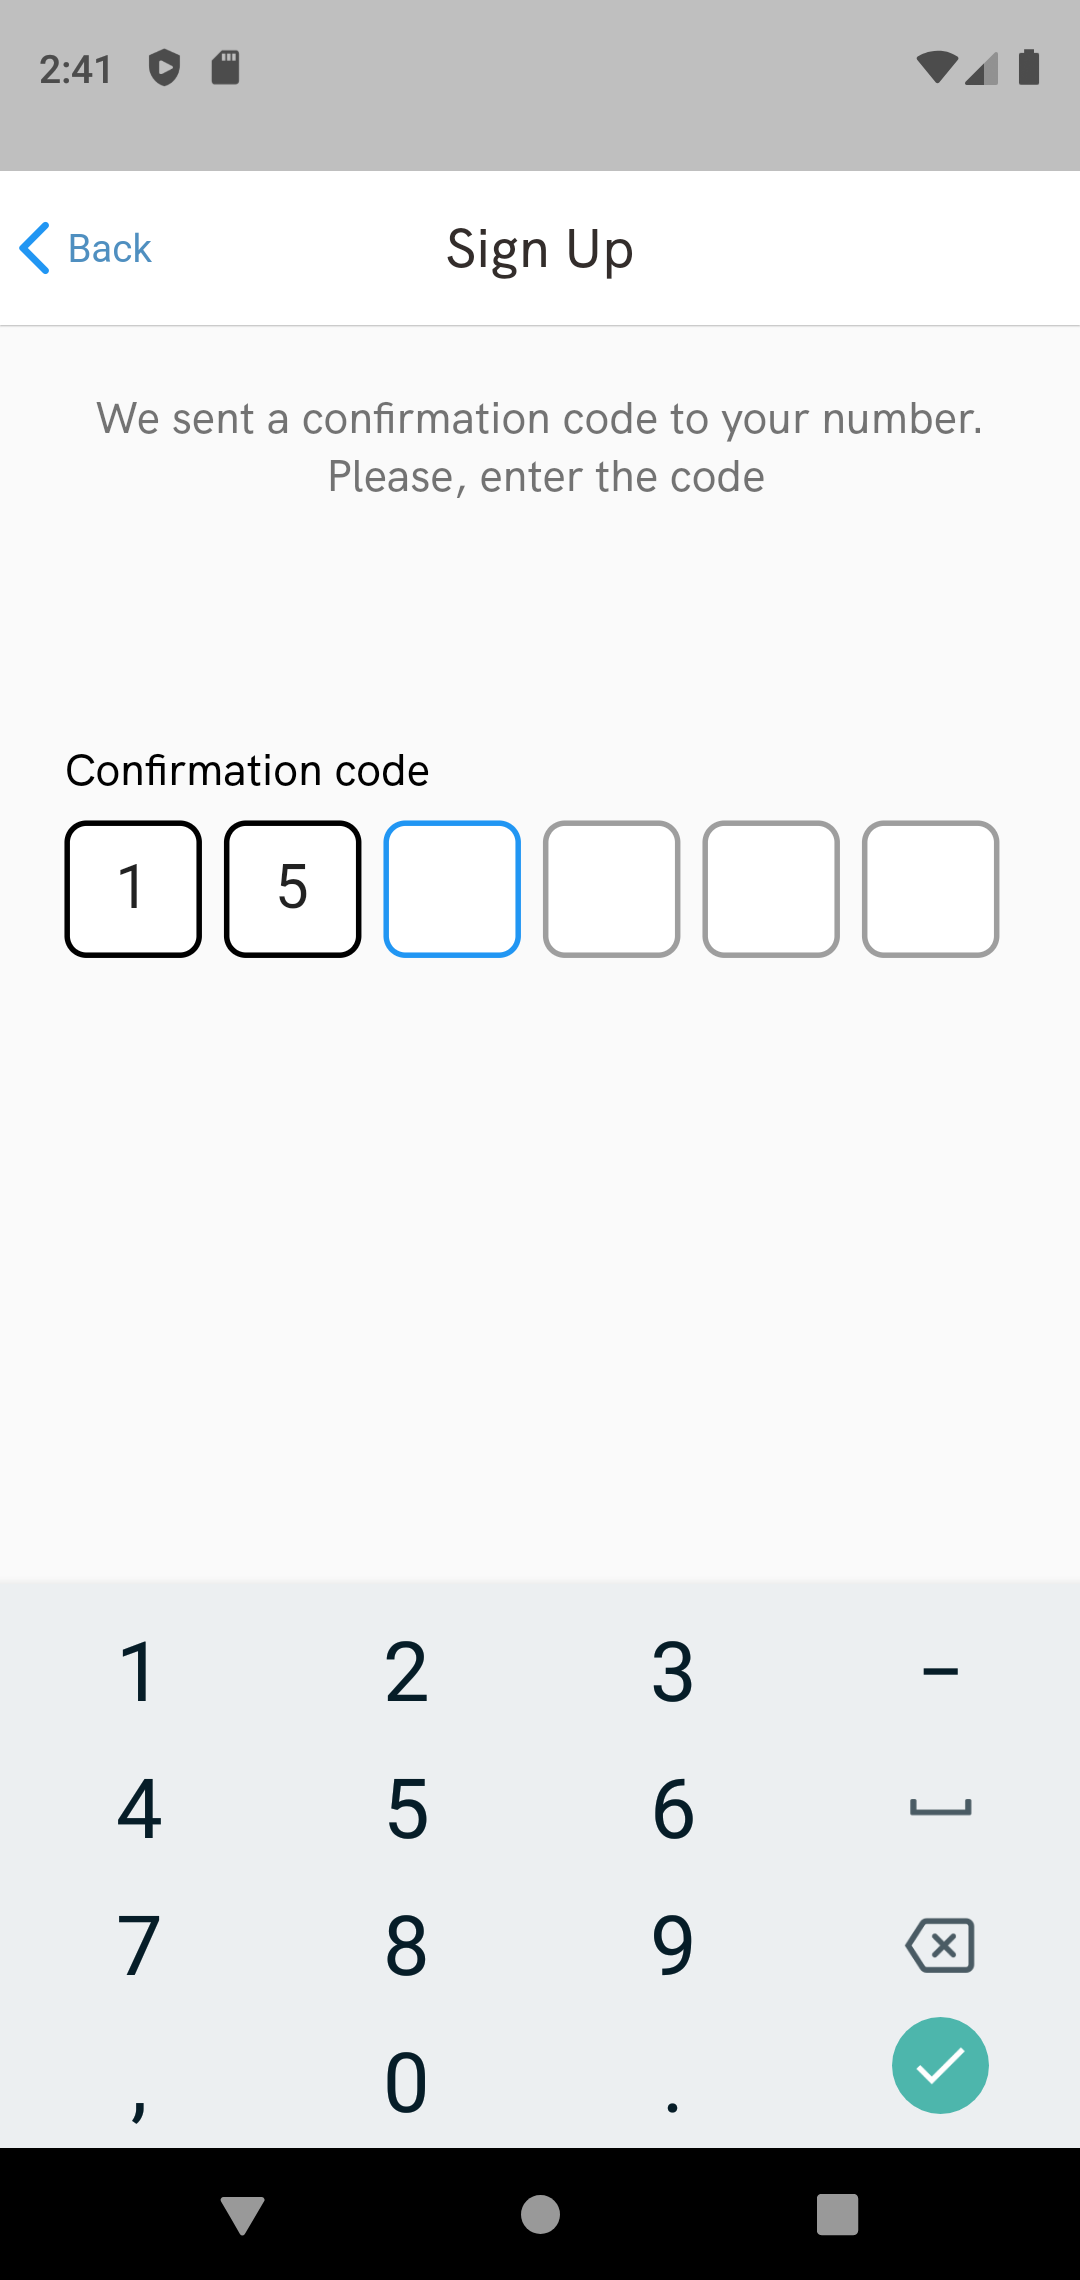 2:41
Back
Sign Up
We sent a confirmation code to your number.
Please, enter the code
Confirmation code
1 5
1 2 3 –
4 5 6
7 8 9
, 0 .